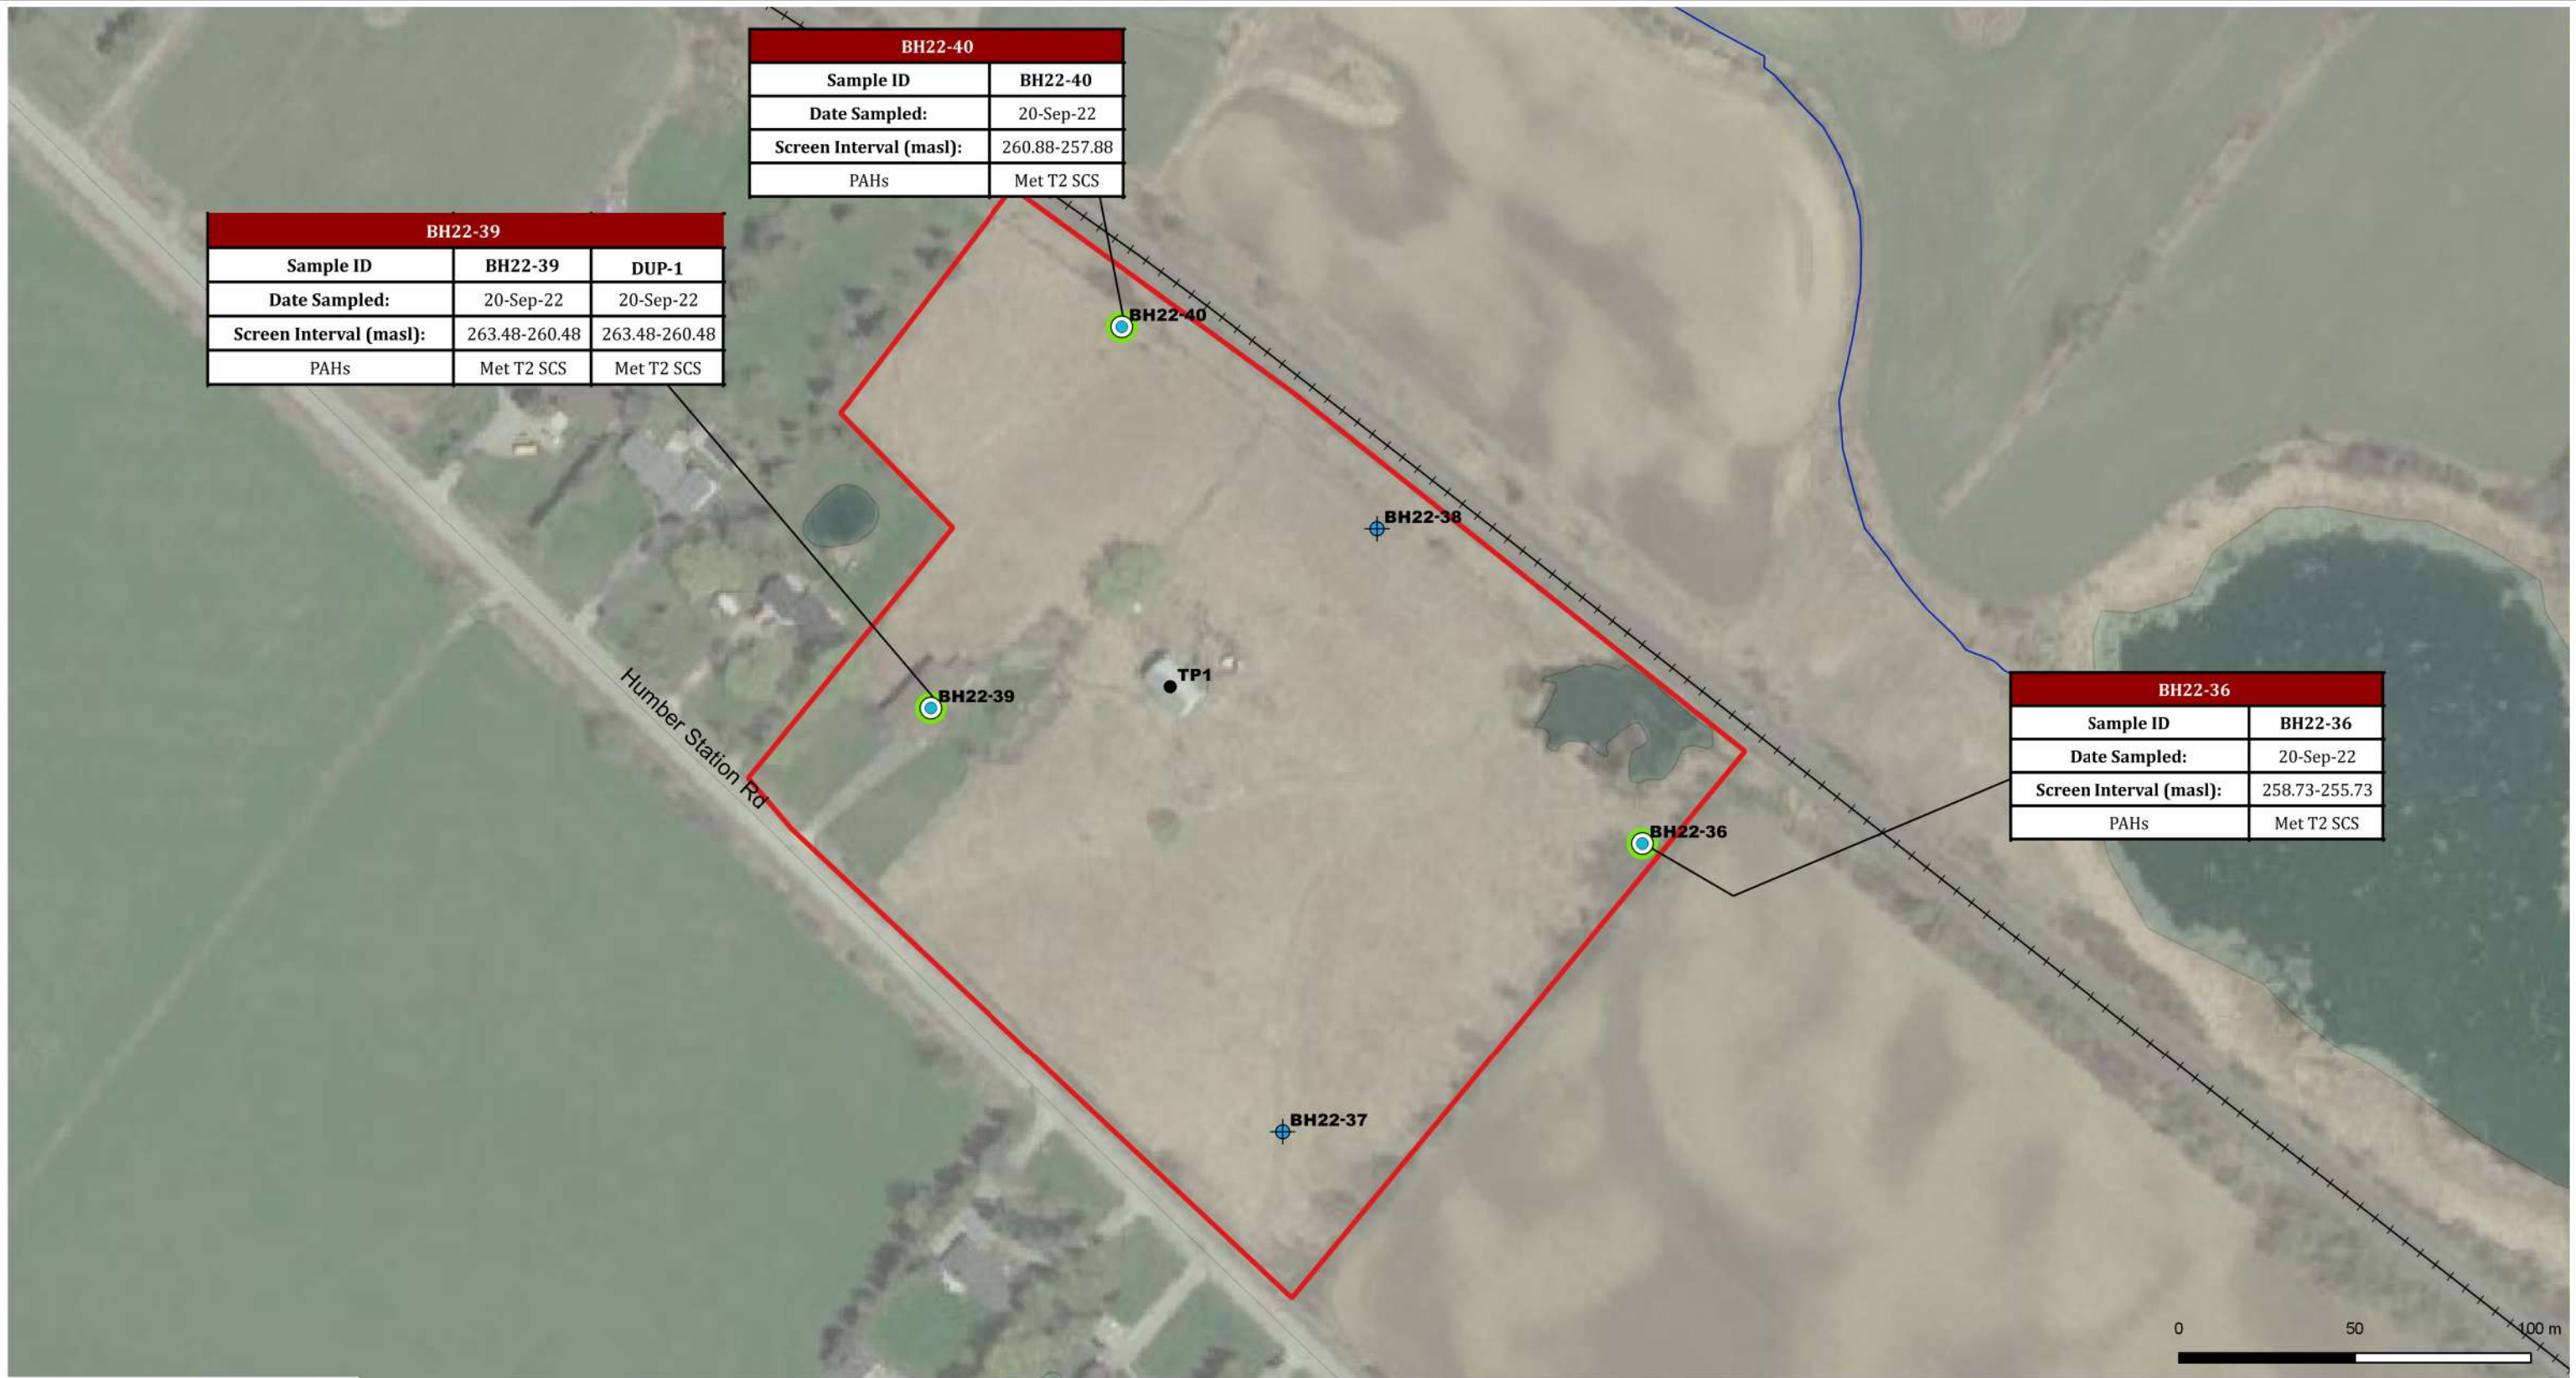 BH22-40
Sample ID BH22-40
Date Sampled: 20-Sep-22
Screen Interval (masl): 260.88-257.88
PAHs Met T2 SCS
BH22-39
Sample ID BH22-39 DUP-1
Date Sampled: 20-Sep-22 20-Sep-22
Screen Interval (masl): 263.48-260.48 263.48-260.48
PAHs Met T2 SCS Met T2 SCS
BH22-40
BH22-38
TP1
BH22-39
Humber Station Rd
BH22-36
Sample ID BH22-36
Date Sampled: 20-Sep-22
Screen Interval (masl): 258.73-255.73
PAHs Met T2 SCS
BH22-36
BH22-37
0 50 100 m